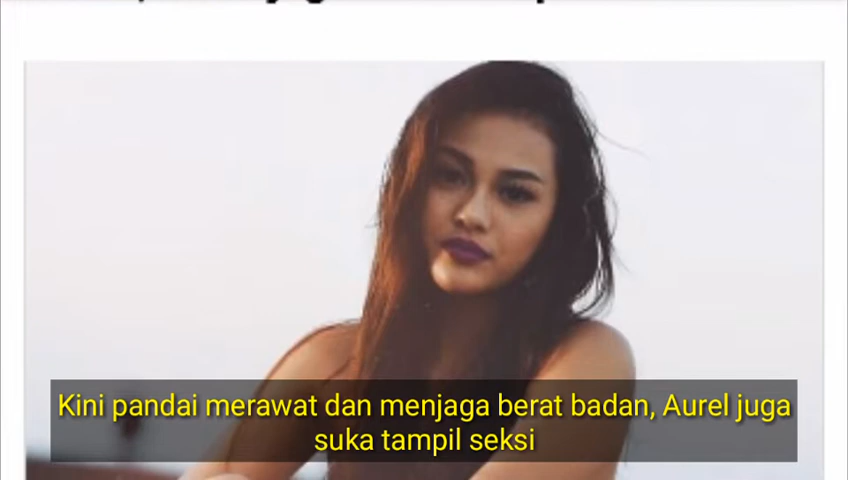 Kini pandai merawat dan menjaga berat badan, Aurel juga
suka tampil seksi